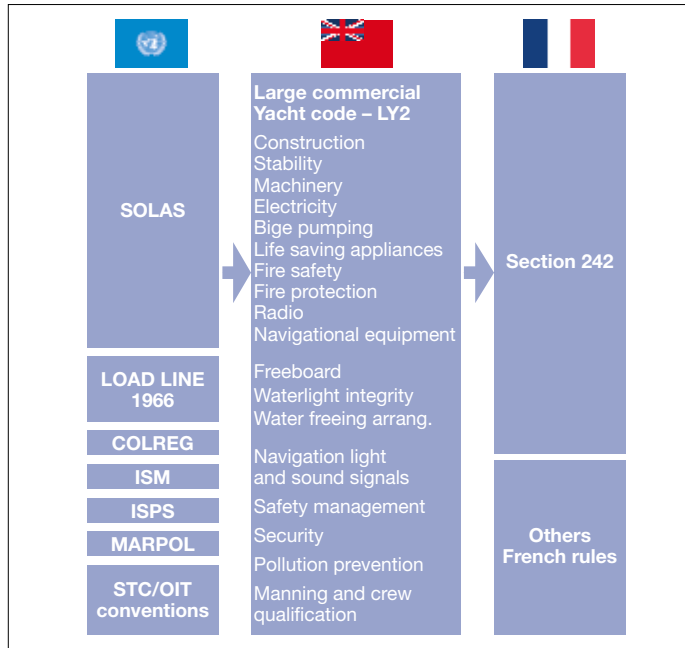 SOLAS
LOAD LINE
1966
COLREG
ISM
ISPS
MARPOL
STC/OIT
conventions
Large commercial
Yacht code – LY2
Construction
Stability
Machinery
Electricity
Bige pumping
Life saving appliances
Fire safety
Fire protection
Radio
Navigational equipment
Freeboard
Waterlight integrity
Water freeing arrang.
Navigation light
and sound signals
Safety management
Security
Pollution prevention
Manning and crew
qualification
Section 242
Others
French rules